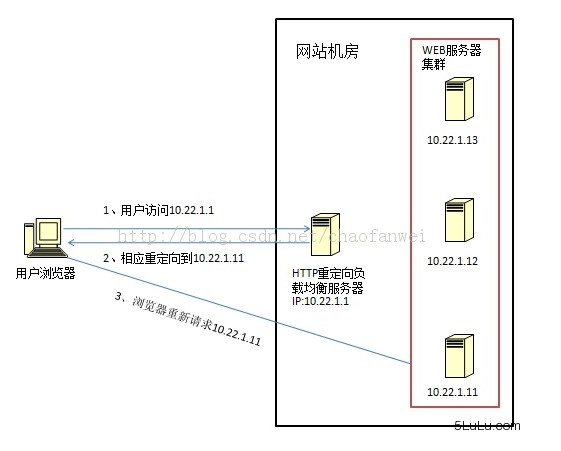 网站机房
WEB服务器
集群
10.22.1.13
1、用户访问10.22.1.1
http://blog.csdn.net/shaofanwei
2、相应重定向到10.22.1.11
10.22.1.12
用户浏览器
HTTP重定向负
载均衡服务器
IP:10.22.1.1
3、浏览器重新请求10.22.1.11
10.22.1.11
5LuLu.com